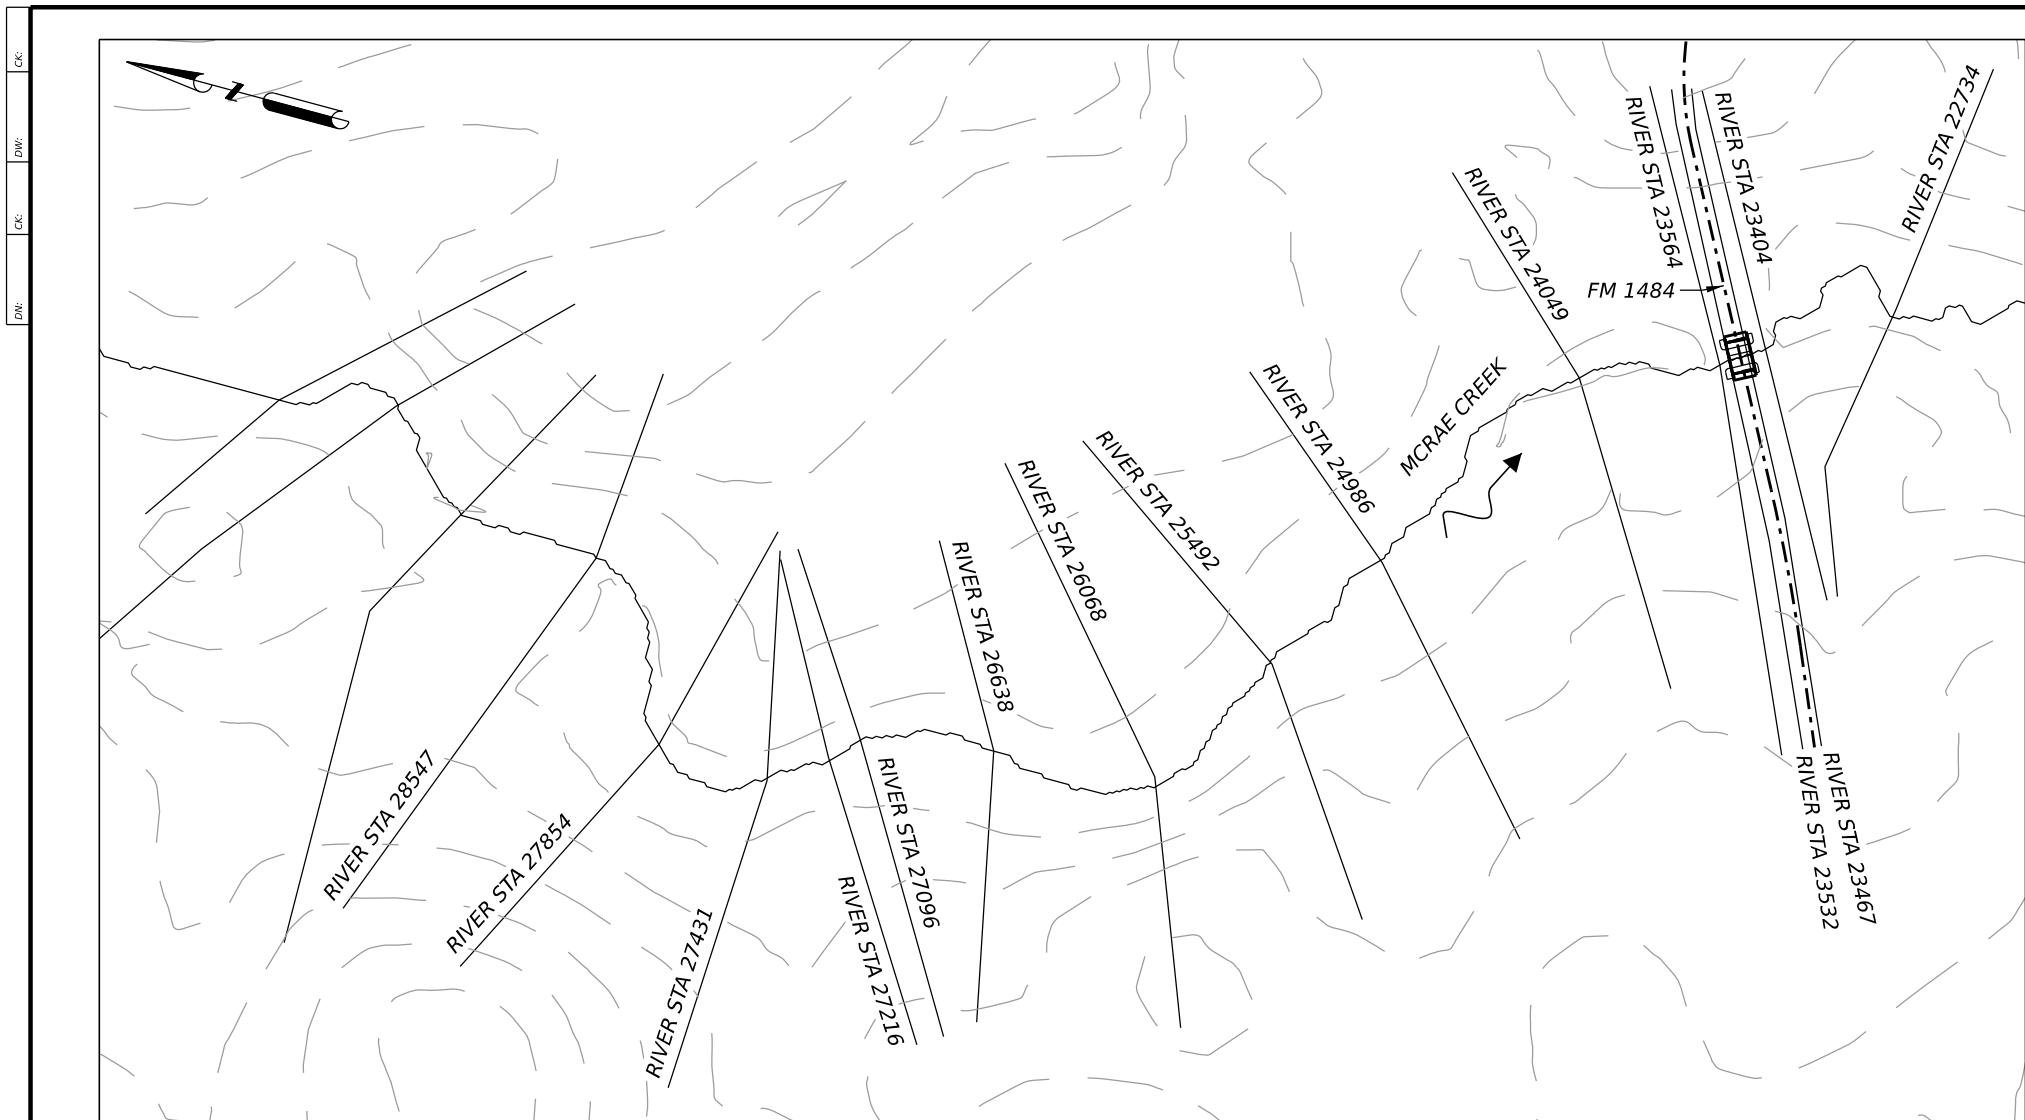 CK:
DW:
CK:
DN:
N
RIVER STA 28547
RIVER STA 27854
RIVER STA 27431
RIVER STA 27216
RIVER STA 27096
RIVER STA 26638
RIVER STA 26068
RIVER STA 25492
RIVER STA 24986
MCRAE CREEK
RIVER STA 24049
FM 1484
RIVER STA 23564
RIVER STA 23404
RIVER STA 22734
RIVER STA 23532
RIVER STA 23467